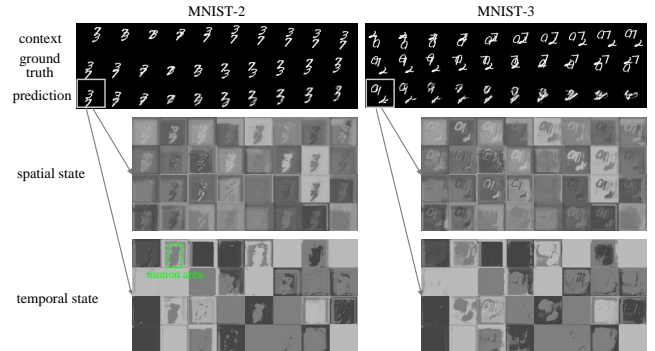 MNIST-2
MNIST-3
context
ground
truth
prediction
spatial state
motion area
temporal state